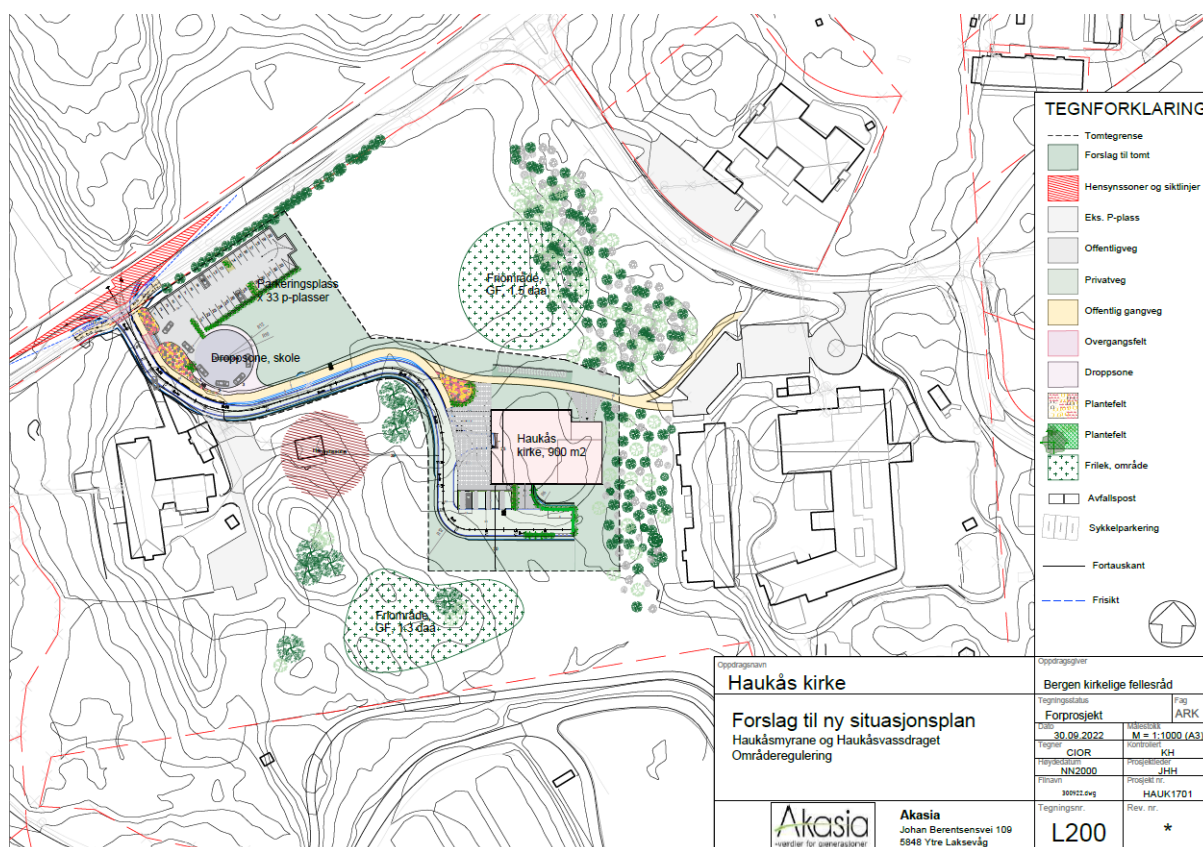 Parkeringsplass
x 33 p-plasser
Droppsone, skole
Friområde
GF, 1.5 daa
Haukås
kirke, 900 m2
Friområde
GF, 1.3 daa
TEGNFORKLARING
Tomtegrense
Forslag til tomt
Hensynssoner og siktlinjer
Eks. P-plass
Offentligveg
Privatveg
Offentlig gangveg
Overgangsfelt
Droppsone
Plantefelt
Plantefelt
Frilek, område
Avfallspost
Sykkelparkering
Fortauskant
Frisikt
Oppdragsnavn
Haukås kirke
Oppdragsgiver
Bergen kirkelige fellesråd
Forslag til ny situasjonsplan
Haukåsmyrane og Haukåsvassdraget
Områderegulering
Tegningsstatus
Forprosjekt
Fag
ARK
Dato
30.09.2022
Målestokk
M = 1:1000 (A3)
Tegner
CIOR
Kontrollert
KH
Høydedatum
NN2000
Prosjektleder
JHH
Filnavn
300922.dwg
Prosjekt nr.
HAUK1701
Akasia
-verdier for generasjoner
Akasia
Johan Berentsensvei 109
5848 Ytre Laksevåg
Tegningsnr.
L200
Rev. nr.
*